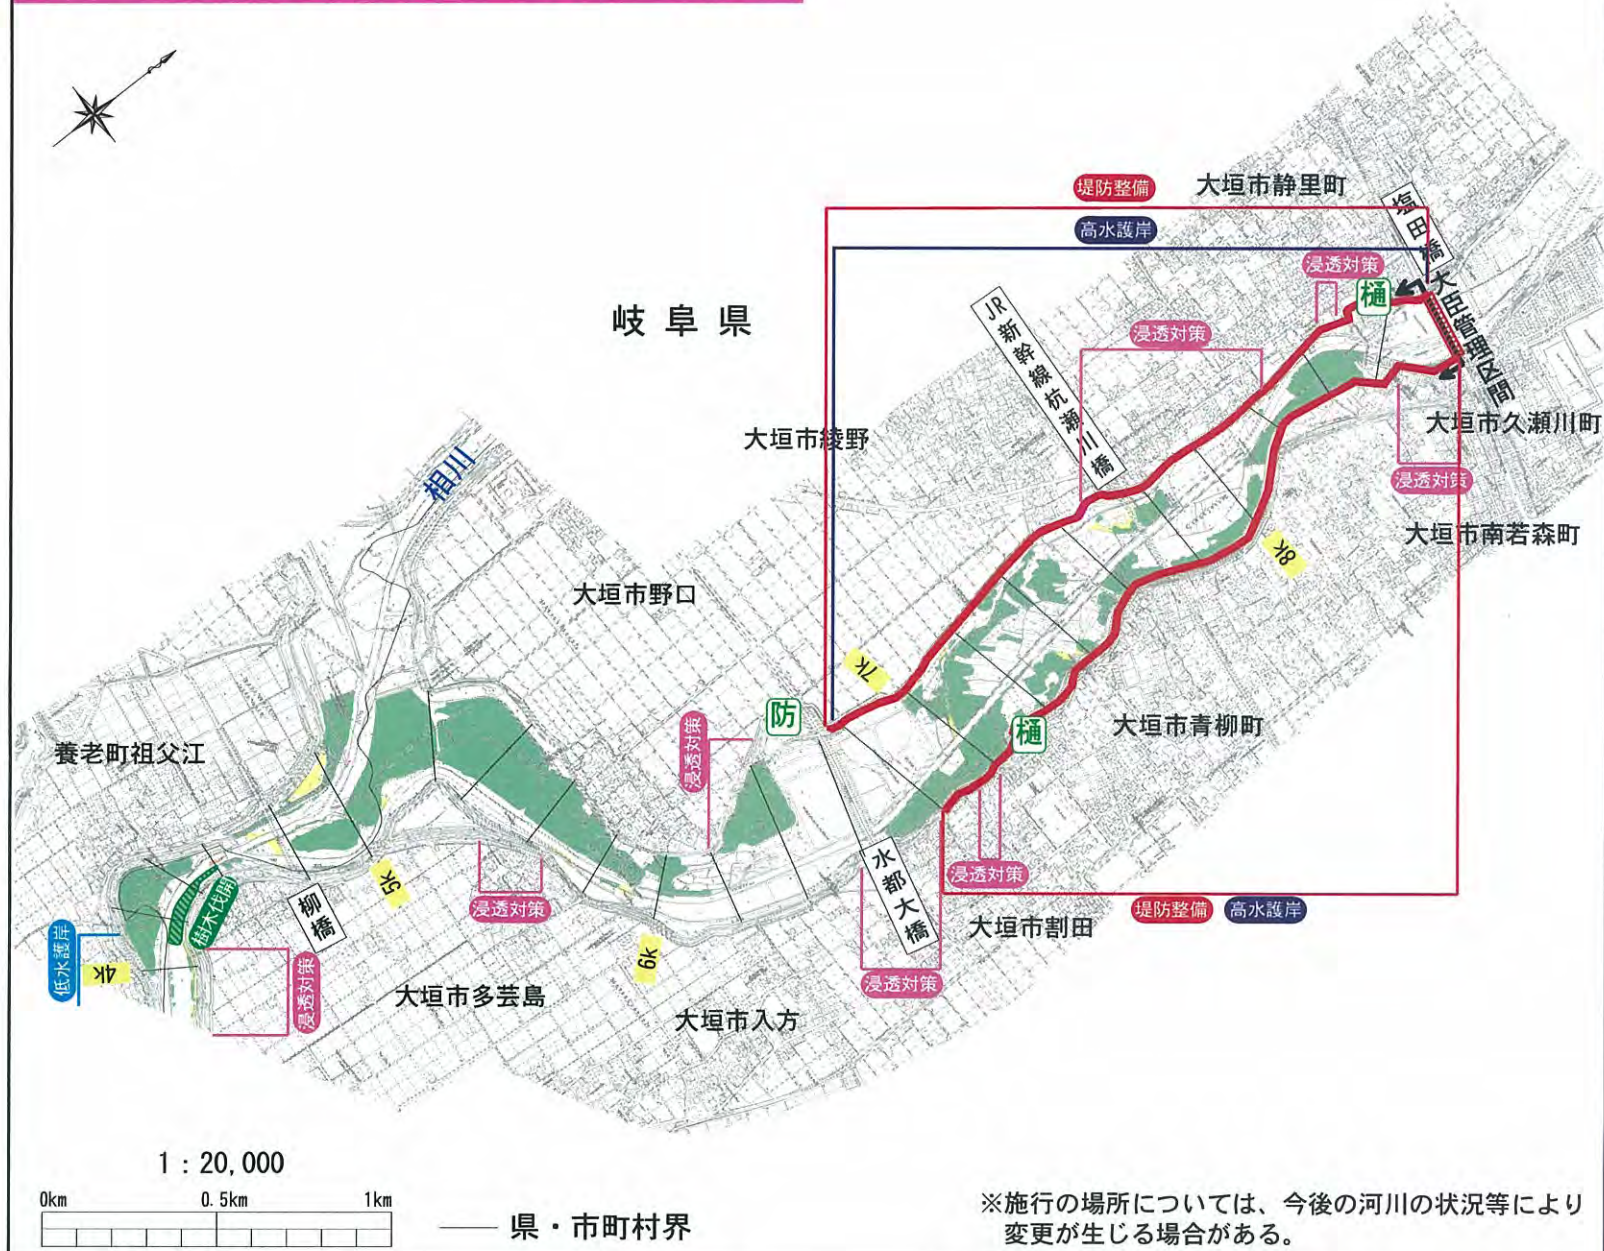 堤防整備
大垣市静里町
塩田橋
高水護岸
浸透対策
樋
大臣管理区間
岐阜県
JR新幹線杭瀬川橋
浸透対策
大垣市綾野
大垣市久瀬川町
浸透対策
相川
大垣市南若森町
8k
大垣市野口
7k
防
樋
大垣市青柳町
浸透対策
養老町祖父江
水都大橋
浸透対策
5k
柳橋
浸透対策
樹木伐開
堤防整備
高水護岸
大垣市割田
低水護岸
4k
浸透対策
6k
浸透対策
大垣市多芸島
大垣市入方
1:20,000
0km 0.5km 1km
県・市町村界
※施行の場所については、今後の河川の状況等により
変更が生じる場合がある。